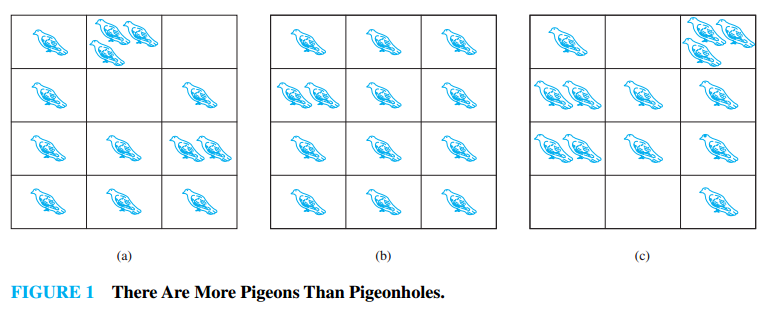 (a)
(b)
(c)
FIGURE 1 There Are More Pigeons Than Pigeonholes.